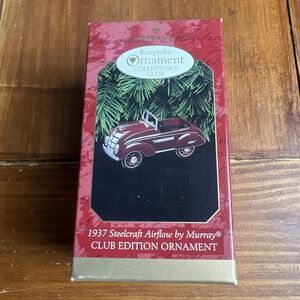 Keepsake
Ornament
COLLECTOR'S
CLUB
1937 Steelcraft Airflow by Murray®
CLUB EDITION ORNAMENT